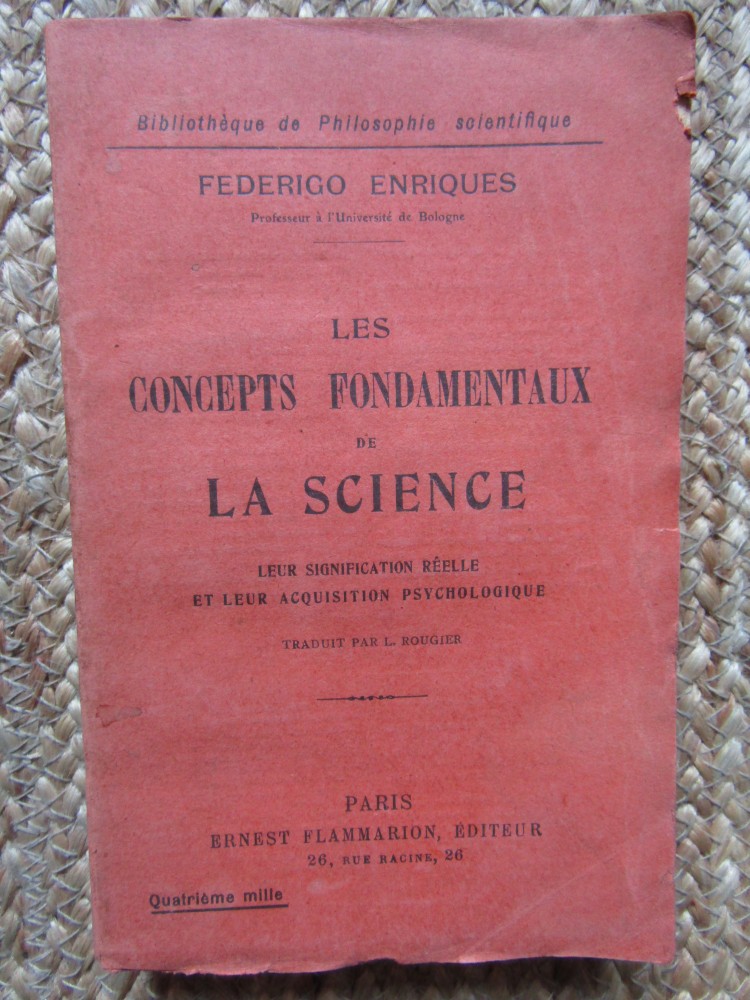 Bibliothèque de Philosophie scientifique
FEDERIGO ENRIQUES
Professeur à l'Université de Bologne
LES
CONCEPTS FONDAMENTAUX
DE
LA SCIENCE
LEUR SIGNIFICATION RÉELLE
ET LEUR ACQUISITION PSYCHOLOGIQUE
TRADUIT PAR L. ROUGIER
PARIS
ERNEST FLAMMARION, ÉDITEUR
26, RUE RACINE, 26
Quatrième mille